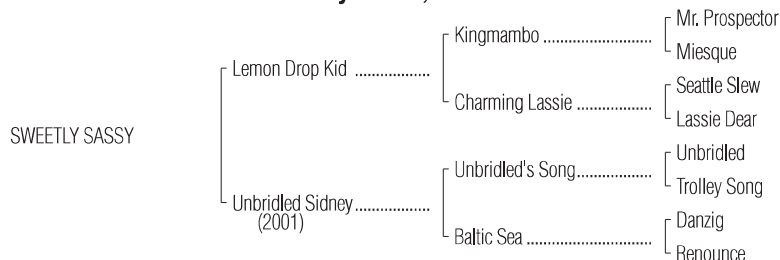 Mr. Prospector
Kingmambo
Miesque
Lemon Drop Kid
Seattle Slew
Charming Lassie
Lassie Dear
SWEETLY SASSY
Unbridled
Unbridled's Song
Trolley Song
Unbridled Sidney
(2001)
Danzig
Baltic Sea
Renounce